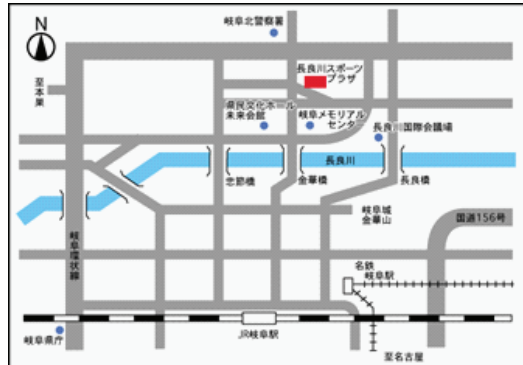 N
岐阜北警察署
至本巣
長良川スポーツ
プラザ
県民文化ホール
未来会館
岐阜メモリアル
センター
長良川国際会議場
長良川
忠節橋
金華橋
長良橋
岐阜城
金華山
国道156号
岐阜環状線
名鉄
岐阜駅
岐阜県庁
JR岐阜駅
至名古屋